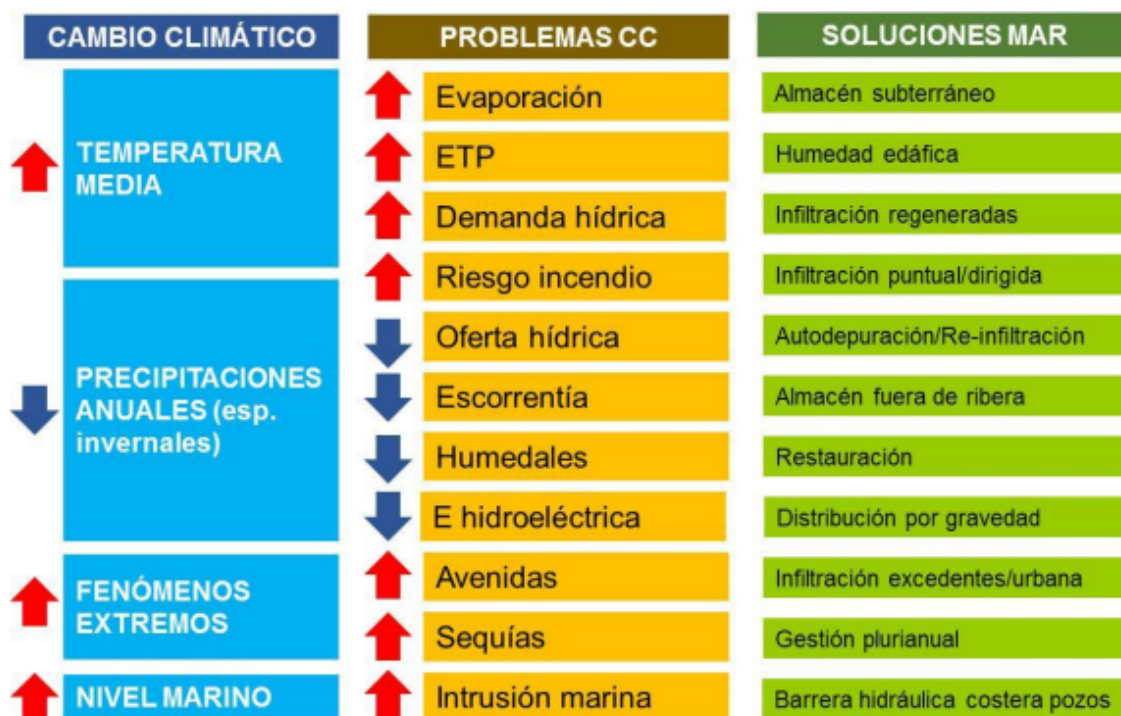 CAMBIO CLIMÁTICO
PROBLEMAS CC
SOLUCIONES MAR
TEMPERATURA
MEDIA
Evaporación
Almacén subterráneo
ETP
Humedad edáfica
Demanda hídrica
Infiltración regeneradas
Riesgo incendio
Infiltración puntual/dirigida
PRECIPITACIONES
ANUALES (esp.
invernales)
Oferta hídrica
Autodepuración/Re-infiltración
Escorrentía
Almacén fuera de ribera
Humedales
Restauración
E hidroeléctrica
Distribución por gravedad
FENÓMENOS
EXTREMOS
Avenidas
Infiltración excedentes/urbana
Sequías
Gestión plurianual
NIVEL MARINO
Intrusión marina
Barrera hidráulica costera pozos